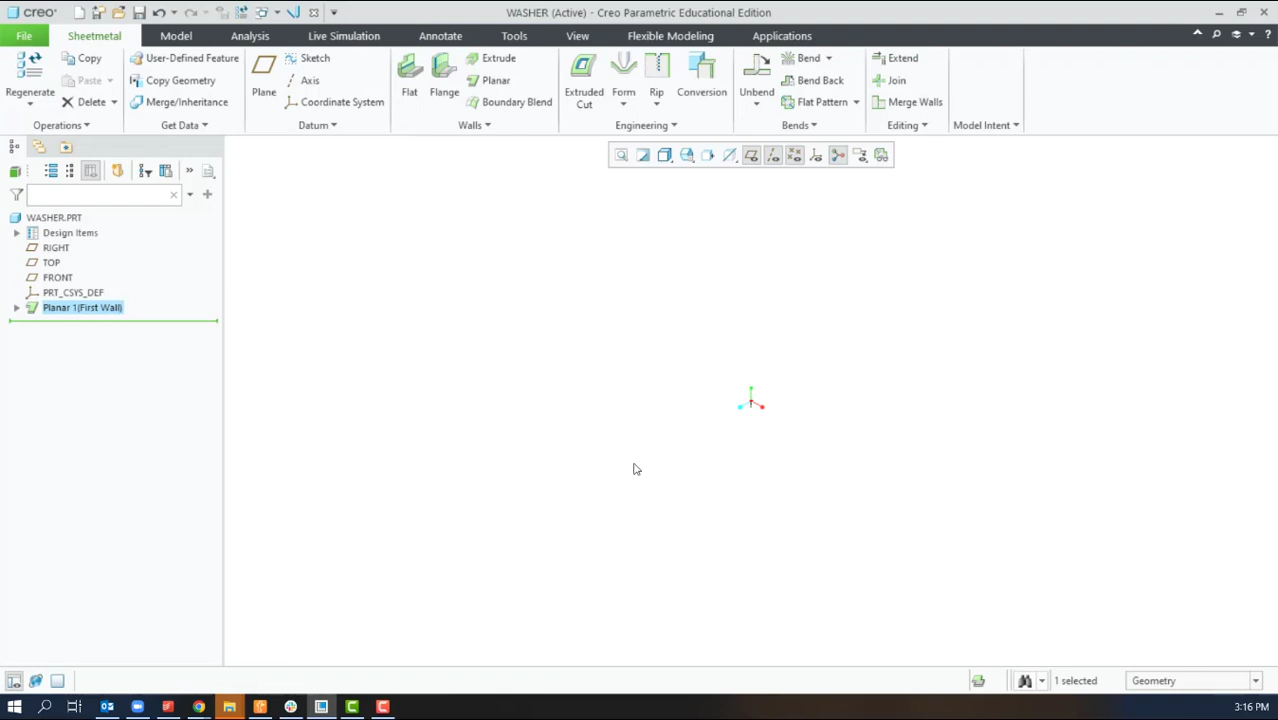 creo
WASHER (Active) - Creo Parametric Educational Edition
File Sheetmetal Model Analysis Live Simulation Annotate Tools View Flexible Modeling Applications
Regenerate Copy Paste Delete
Operations
User-Defined Feature
Copy Geometry
Merge/Inheritance
Get Data
Plane Sketch Axis Coordinate System
Datum
Flat Flange Extrude Planar Boundary Blend
Walls
Extruded Cut Form Rip Conversion
Engineering
Unbend Bend Bend Back Flat Pattern
Bends
Extend Join Merge Walls
Editing
Model Intent
WASHER.PRT
Design Items
RIGHT
TOP
FRONT
PRT_CSYS_DEF
Planar 1(First Wall)
1 selected Geometry
3:16 PM